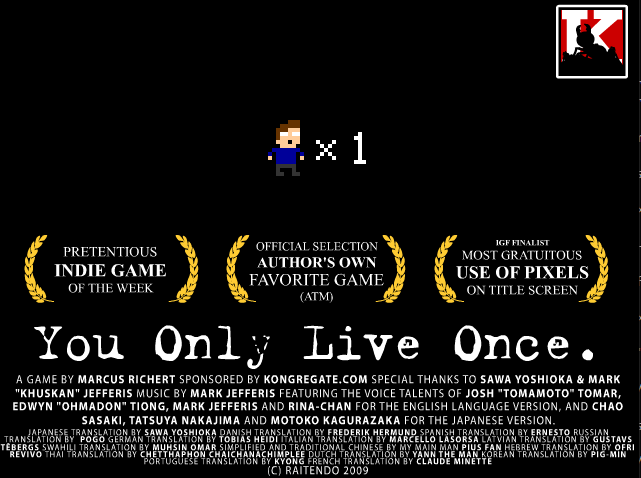 K
× 1
PRETENTIOUS
INDIE GAME
OF THE WEEK
OFFICIAL SELECTION
AUTHOR'S OWN
FAVORITE GAME
(ATM)
IGF FINALIST
MOST GRATUITOUS
USE OF PIXELS
ON TITLE SCREEN
You Only Live Once.
A GAME BY MARCUS RICHERT SPONSORED BY KONGREGATE.COM SPECIAL THANKS TO SAWA YOSHIOKA & MARK
"KHUSKAN" JEFFERIS MUSIC BY MARK JEFFERIS FEATURING THE VOICE TALENTS OF JOSH "TOMAMOTO" TOMAR,
EDWYN "OHMADON" TIONG, MARK JEFFERIS AND RINA-CHAN FOR THE ENGLISH LANGUAGE VERSION, AND CHAO
SASAKI, TATSUYA NAKAJIMA AND MOTOKO KAGURAZAKA FOR THE JAPANESE VERSION.
JAPANESE TRANSLATION BY SAWA YOSHIOKA DANISH TRANSLATION BY FREDRIK HERMUND SPANISH TRANSLATION BY ERNESTO RUSSIAN
TRANSLATION BY POGO GERMAN TRANSLATION BY TOBIAS HEIDI ITALIAN TRANSLATION BY MARCELLO LASORSA LATVIAN TRANSLATION BY GUSTAVS
TĒBERGS SWAHILI TRANSLATION BY MUHSIN OMAR SIMPLIFIED AND TRADITIONAL CHINESE BY MY MAIN MAN PIUS FAN HEBREW TRANSLATION BY OFRI
REVIVO THAI TRANSLATION BY CHETTHAPHON CHAICHANACHIMPLEE DUTCH TRANSLATION BY YANN THE MAN KOREAN TRANSLATION BY PIG-MIN
PORTUGUESE TRANSLATION BY KYONG FRENCH TRANSLATION BY CLAUDE MINETTE
(C) RAITENDO 2009